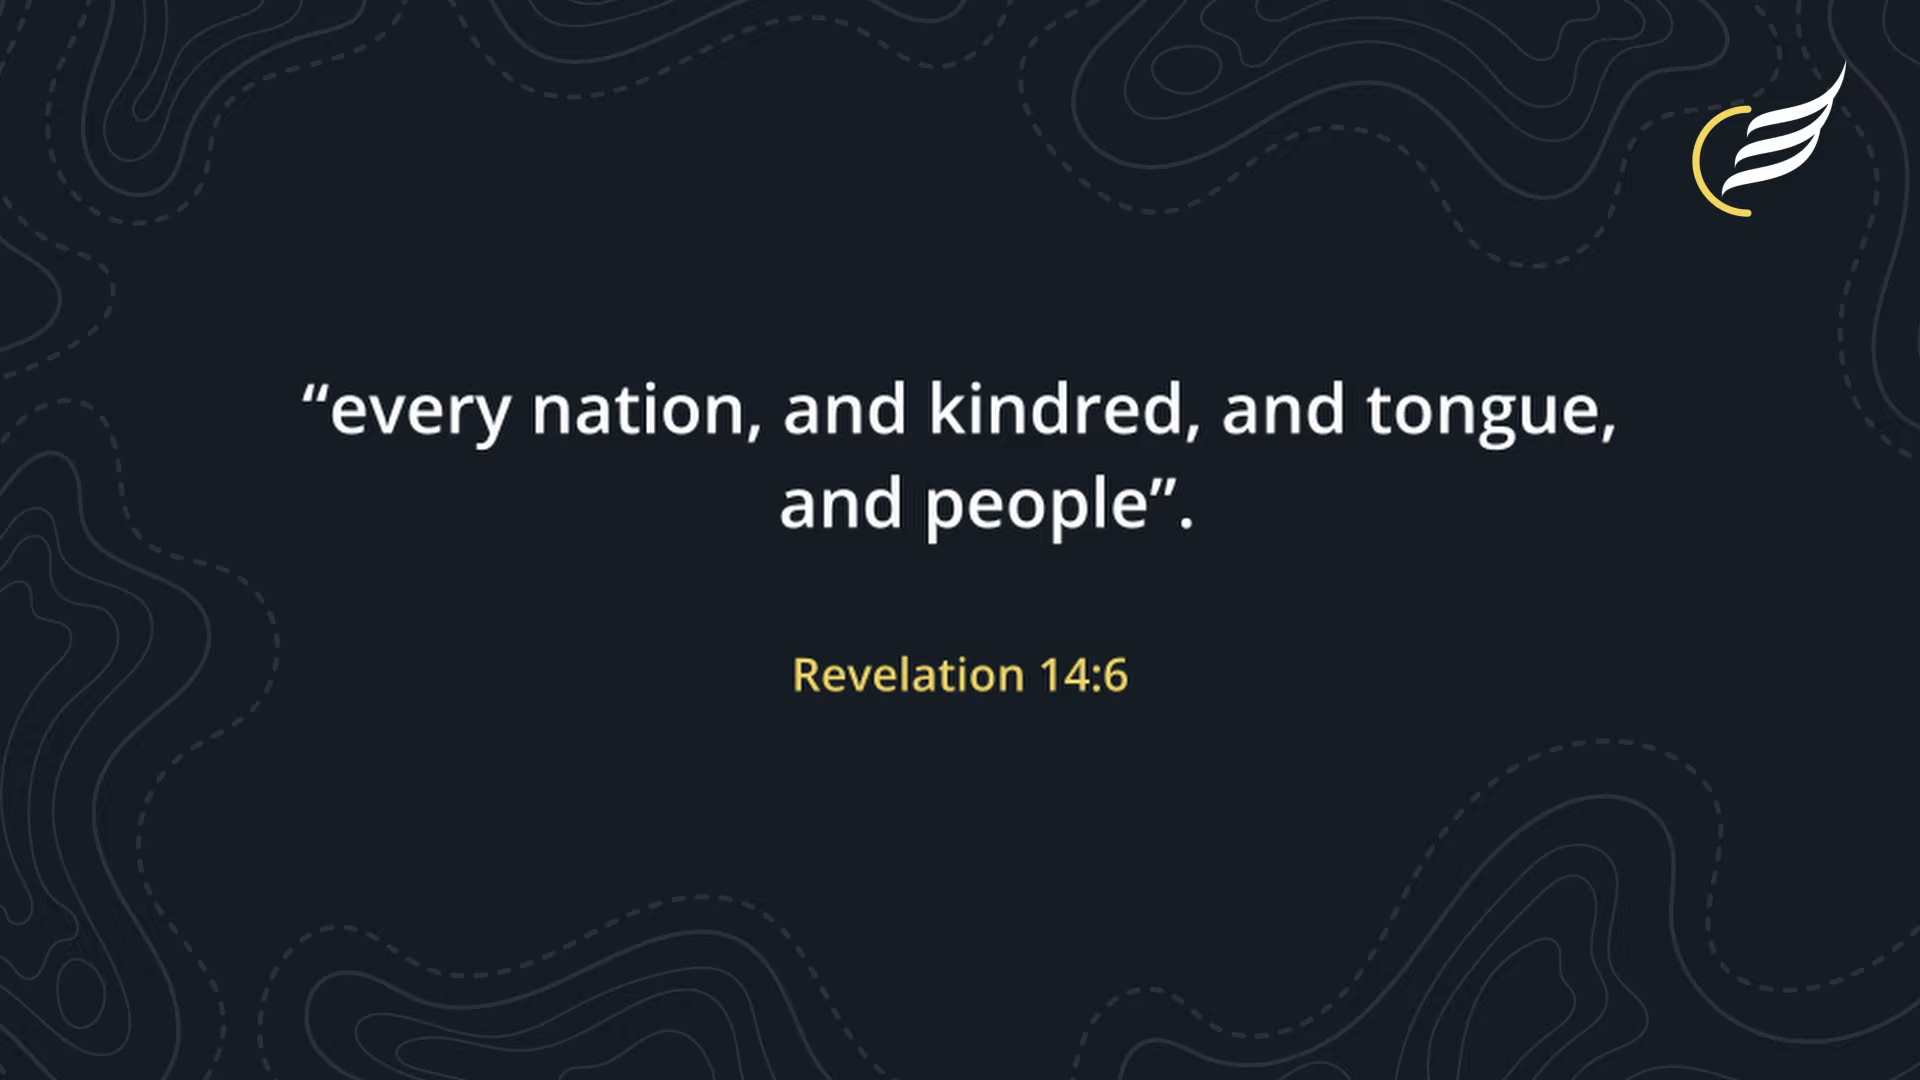 “every nation, and kindred, and tongue,
and people”.
Revelation 14:6